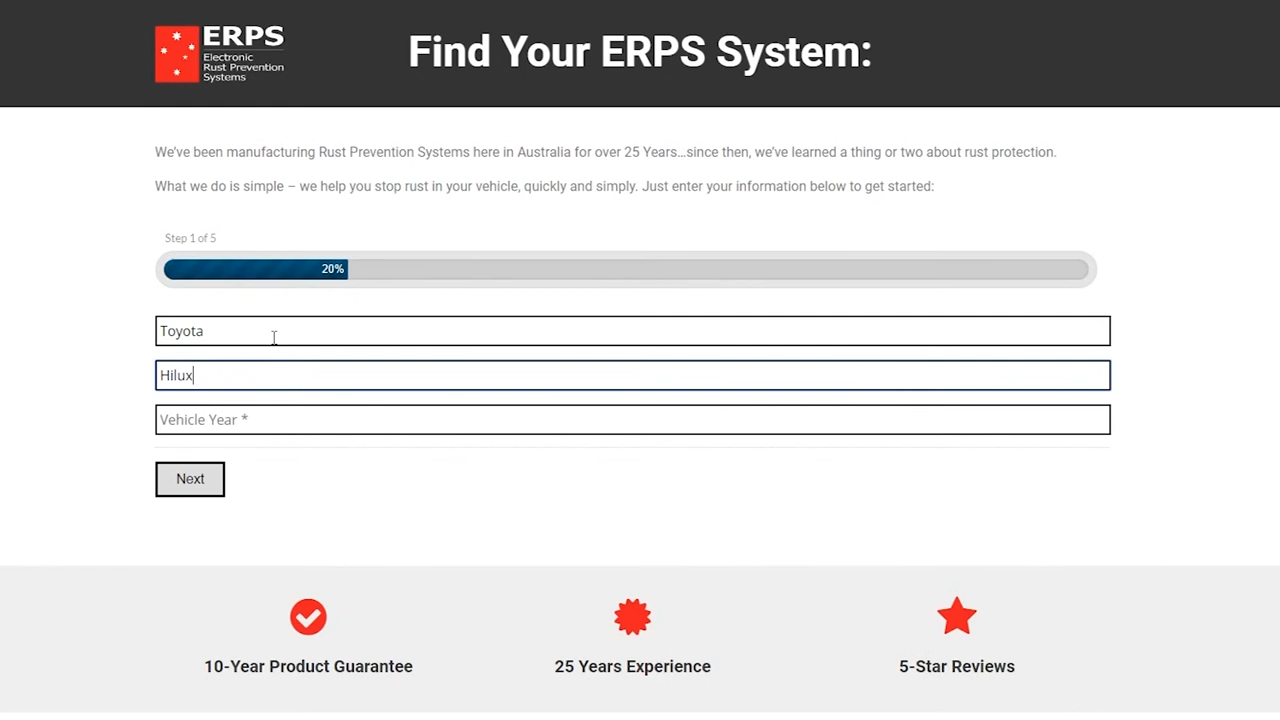 ERPS
Electronic
Rust Prevention
Systems
Find Your ERPS System:
We've been manufacturing Rust Prevention Systems here in Australia for over 25 Years…since then, we've learned a thing or two about rust protection.
What we do is simple – we help you stop rust in your vehicle, quickly and simply. Just enter your information below to get started:
Step 1 of 5
20%
Toyota
Hilux
Vehicle Year *
Next
10-Year Product Guarantee
25 Years Experience
5-Star Reviews